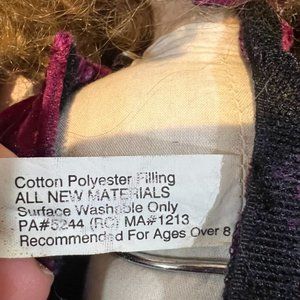 Cotton Polyester Filling
ALL NEW MATERIALS
Surface Washable Only
PA#5244 (RC) MA#1213
Recommended For Ages Over 8